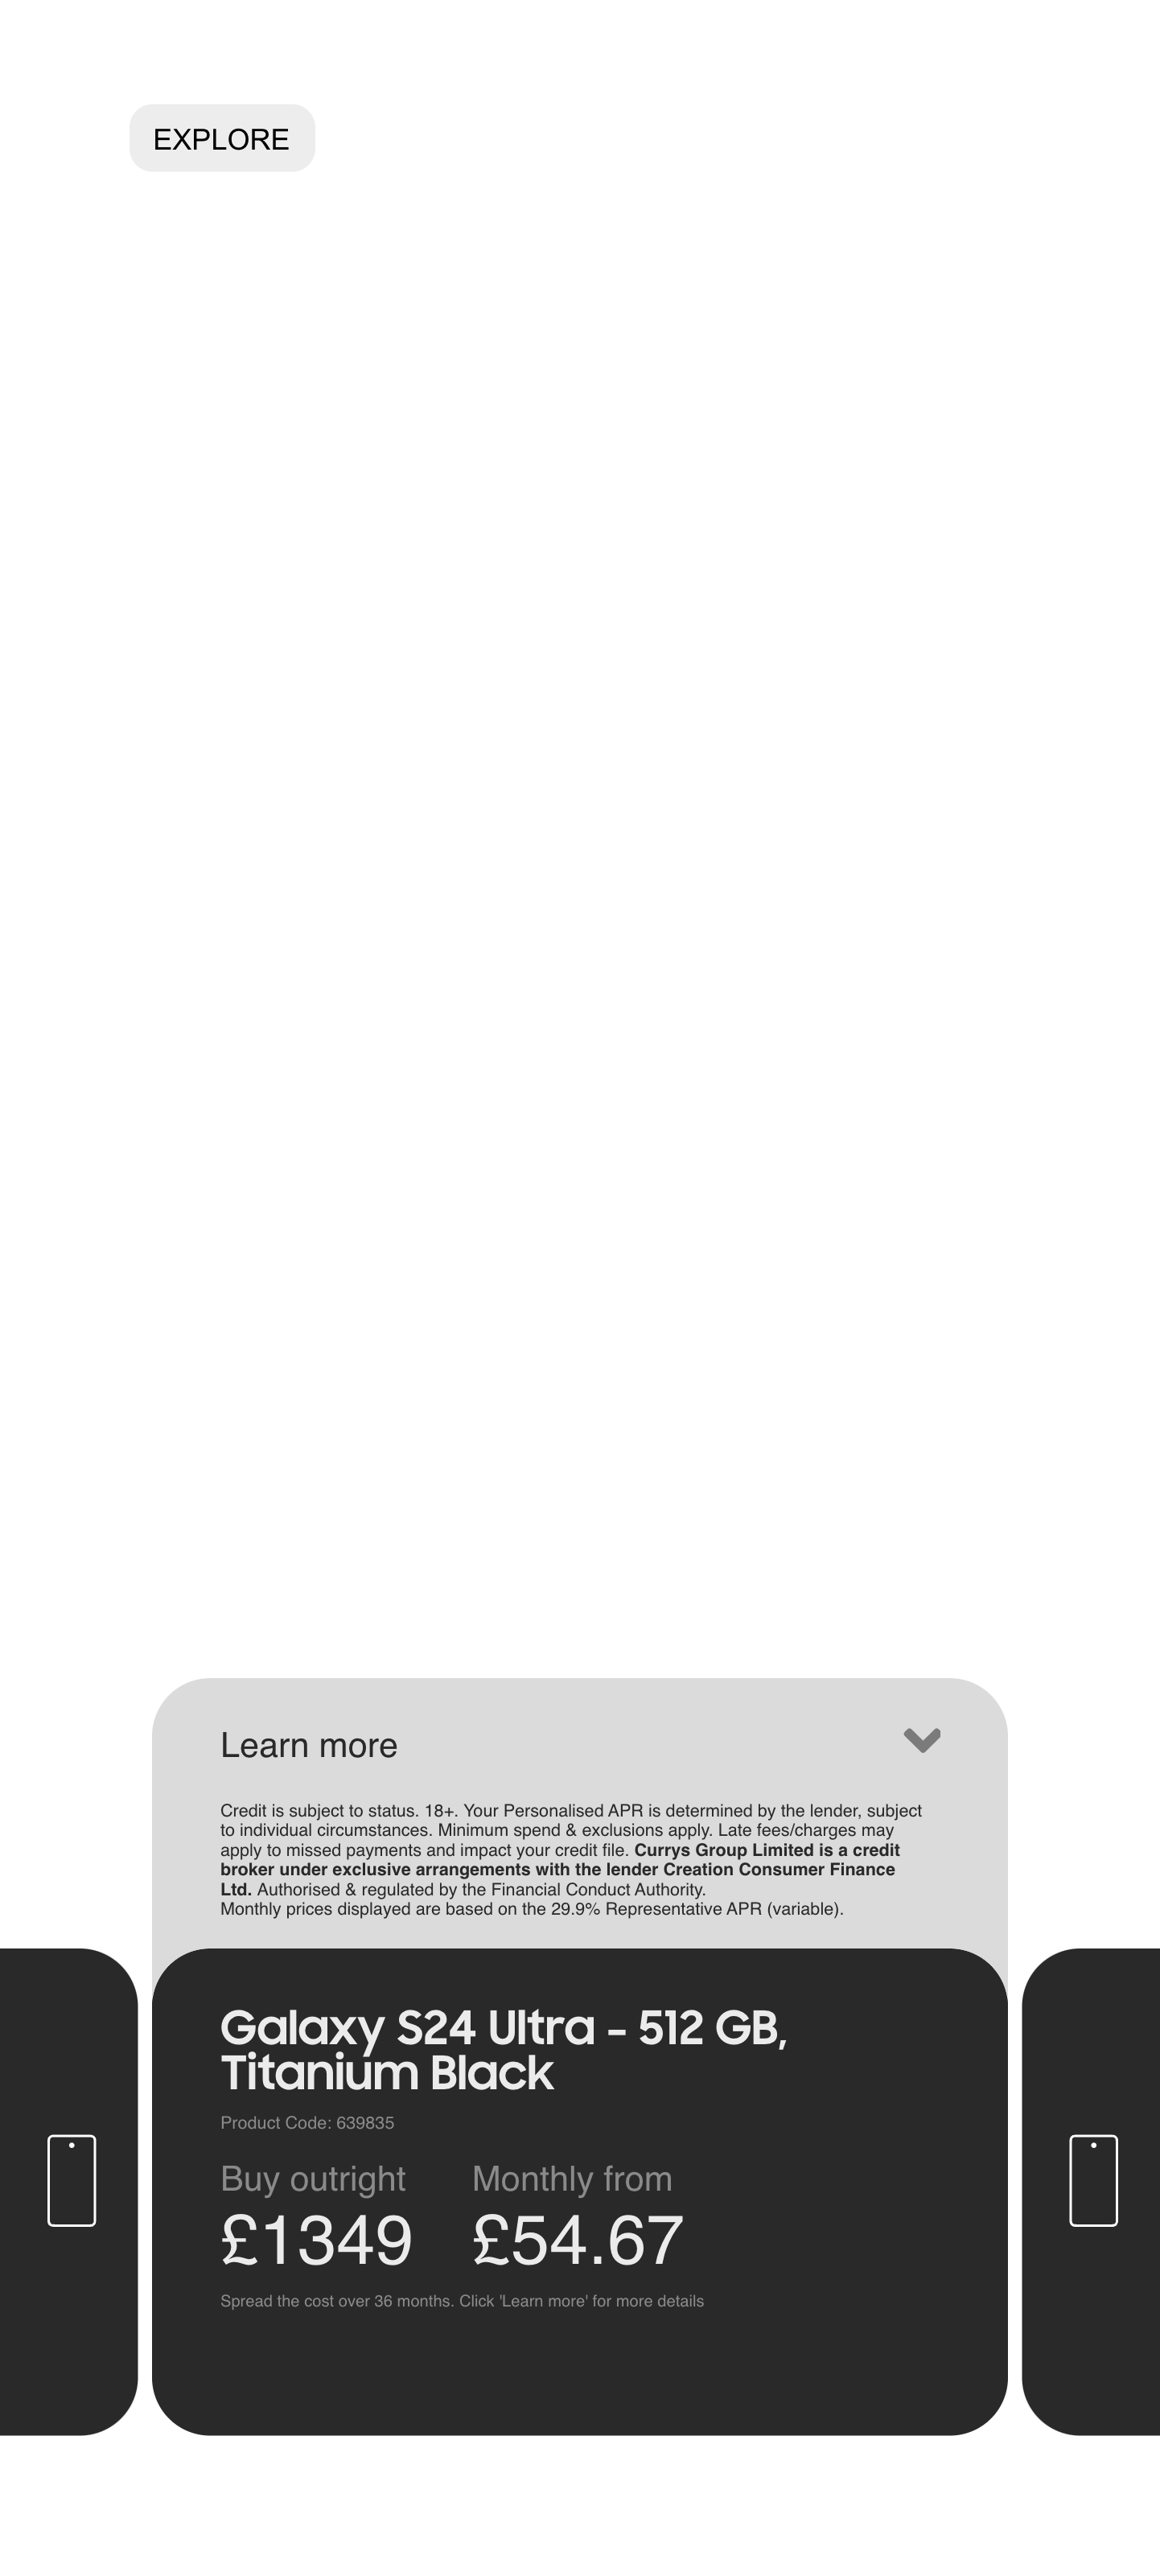 EXPLORE
Learn more
Credit is subject to status. 18+. Your Personalised APR is determined by the lender, subject
to individual circumstances. Minimum spend & exclusions apply. Late fees/charges may
apply to missed payments and impact your credit file. Currys Group Limited is a credit
broker under exclusive arrangements with the lender Creation Consumer Finance
Ltd. Authorised & regulated by the Financial Conduct Authority.
Monthly prices displayed are based on the 29.9% Representative APR (variable).
Galaxy S24 Ultra - 512 GB,
Titanium Black
Product Code: 639835
Buy outright Monthly from
£1349 £54.67
Spread the cost over 36 months. Click 'Learn more' for more details